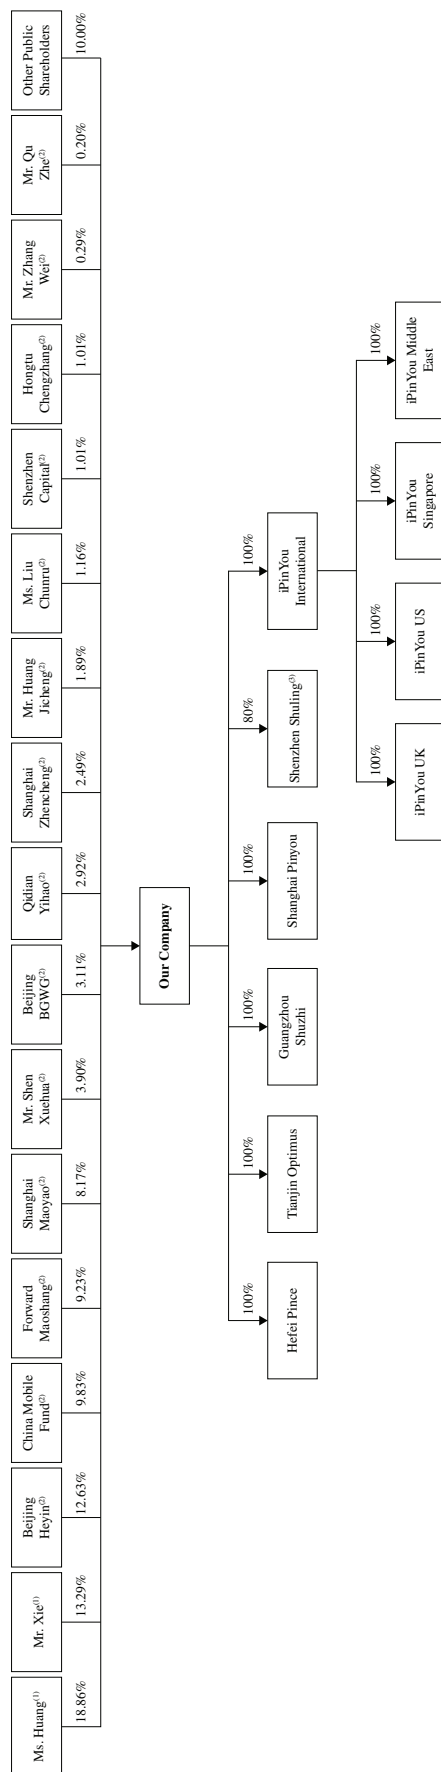 Ms. Huang(1)
Mr. Xie(1)
Beijing
Heyin(2)
China Mobile
Fund(2)
Forward
Maoshang(2)
Shanghai
Maoyao(2)
Mr. Shen
Xuehua(2)
Beijing
BGWG(2)
Qidian
Yihao(2)
Shanghai
Zhencheng(2)
Mr. Huang
Jicheng(2)
Ms. Liu
Chunru(2)
Shenzhen
Capital(2)
Hongtu
Chengzhang(2)
Mr. Zhang
Wei(2)
Mr. Qu
Zhe(2)
Other Public
Shareholders
18.86%
13.29%
12.63%
9.83%
9.23%
8.17%
3.90%
3.11%
2.92%
2.49%
1.89%
1.16%
1.01%
1.01%
0.29%
0.20%
10.00%
Our Company
100%
100%
100%
100%
80%
100%
Hefei Pince
Tianjin Optimus
Guangzhou
Shuzhi
Shanghai Pinyou
Shenzhen Shuling(3)
iPinYou
International
100%
100%
100%
100%
iPinYou UK
iPinYou US
iPinYou
Singapore
iPinYou Middle
East